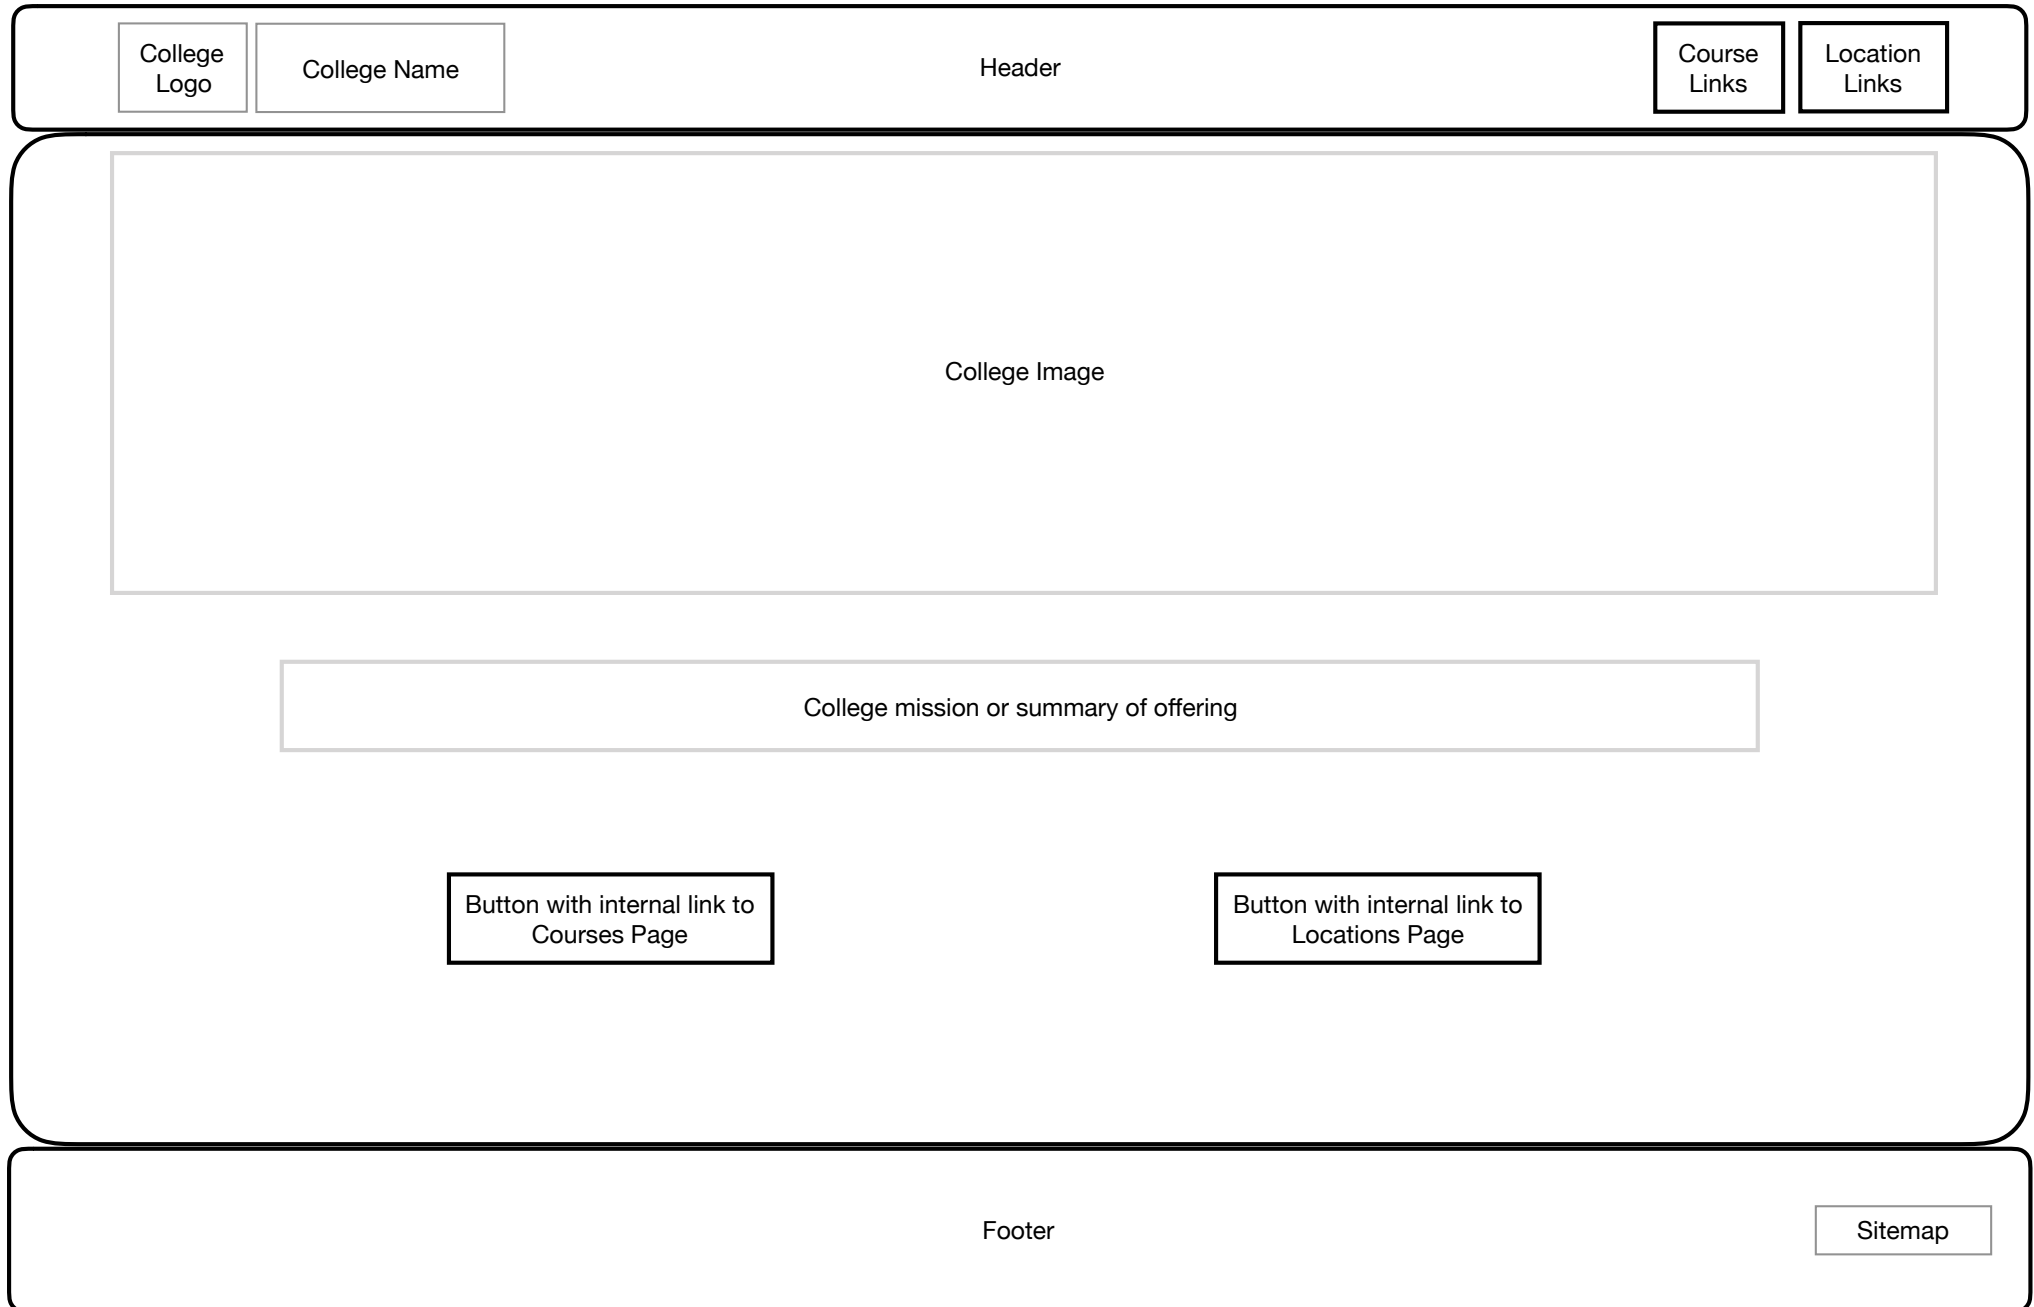 College
Logo
College Name
Header
Course
Links
Location
Links
College Image
College mission or summary of offering
Button with internal link to
Courses Page
Button with internal link to
Locations Page
Footer
Sitemap